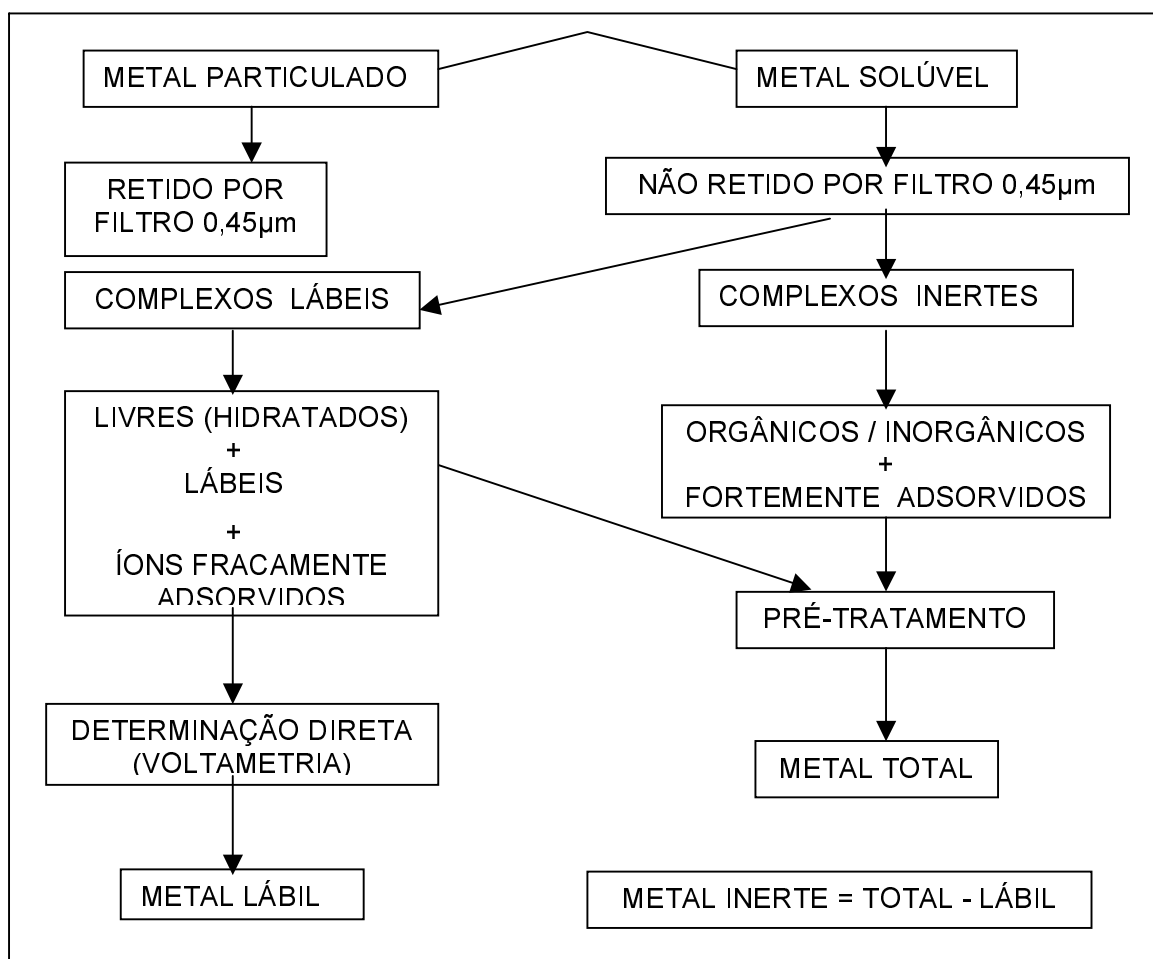 METAL PARTICULADO
METAL SOLÚVEL
RETIDO POR
FILTRO 0,45µm
NÃO RETIDO POR FILTRO 0,45µm
COMPLEXOS LÁBEIS
COMPLEXOS INERTES
LIVRES (HIDRATADOS)
+
LÁBEIS
+
ÍONS FRACAMENTE
ADSORVIDOS
ORGÂNICOS / INORGÂNICOS
+
FORTEMENTE ADSORVIDOS
PRÉ-TRATAMENTO
DETERMINAÇÃO DIRETA
(VOLTAMETRIA)
METAL TOTAL
METAL LÁBIL
METAL INERTE = TOTAL - LÁBIL